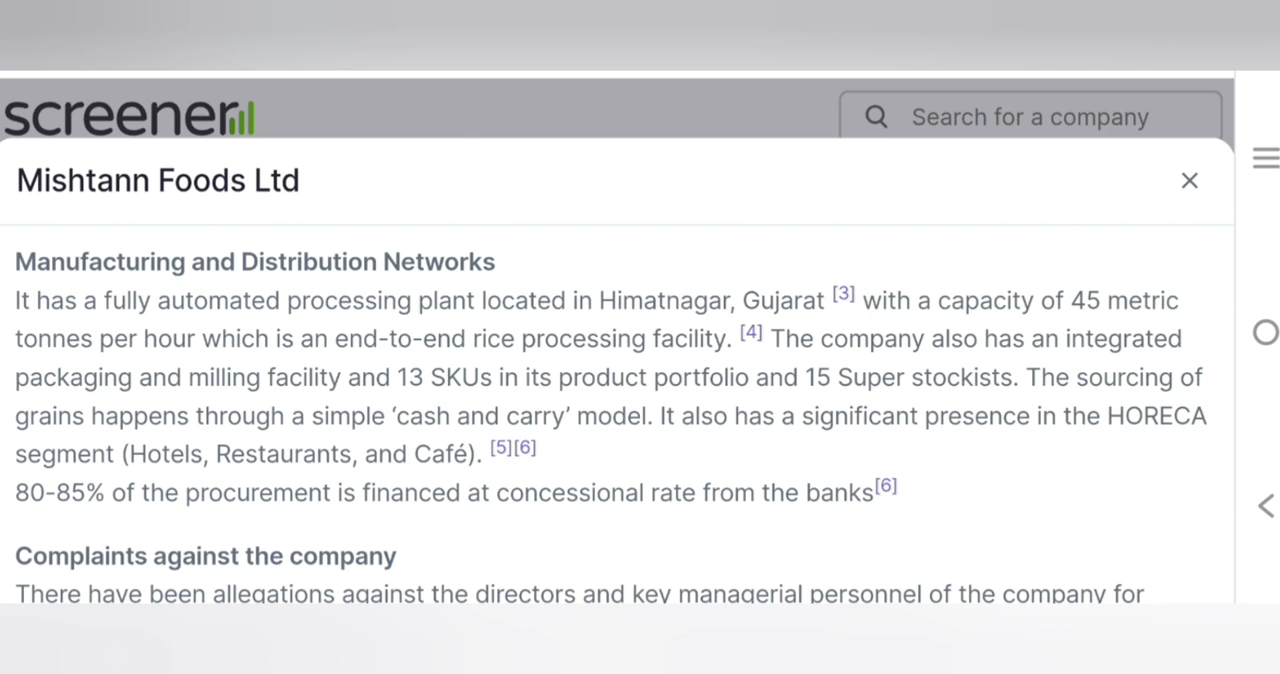 screener
Search for a company
Mishtann Foods Ltd
Manufacturing and Distribution Networks
It has a fully automated processing plant located in Himatnagar, Gujarat [3] with a capacity of 45 metric
tonnes per hour which is an end-to-end rice processing facility. [4] The company also has an integrated
packaging and milling facility and 13 SKUs in its product portfolio and 15 Super stockists. The sourcing of
grains happens through a simple ‘cash and carry’ model. It also has a significant presence in the HORECA
segment (Hotels, Restaurants, and Café). [5][6]
80-85% of the procurement is financed at concessional rate from the banks[6]
Complaints against the company
There have been allegations against the directors and key managerial personnel of the company for